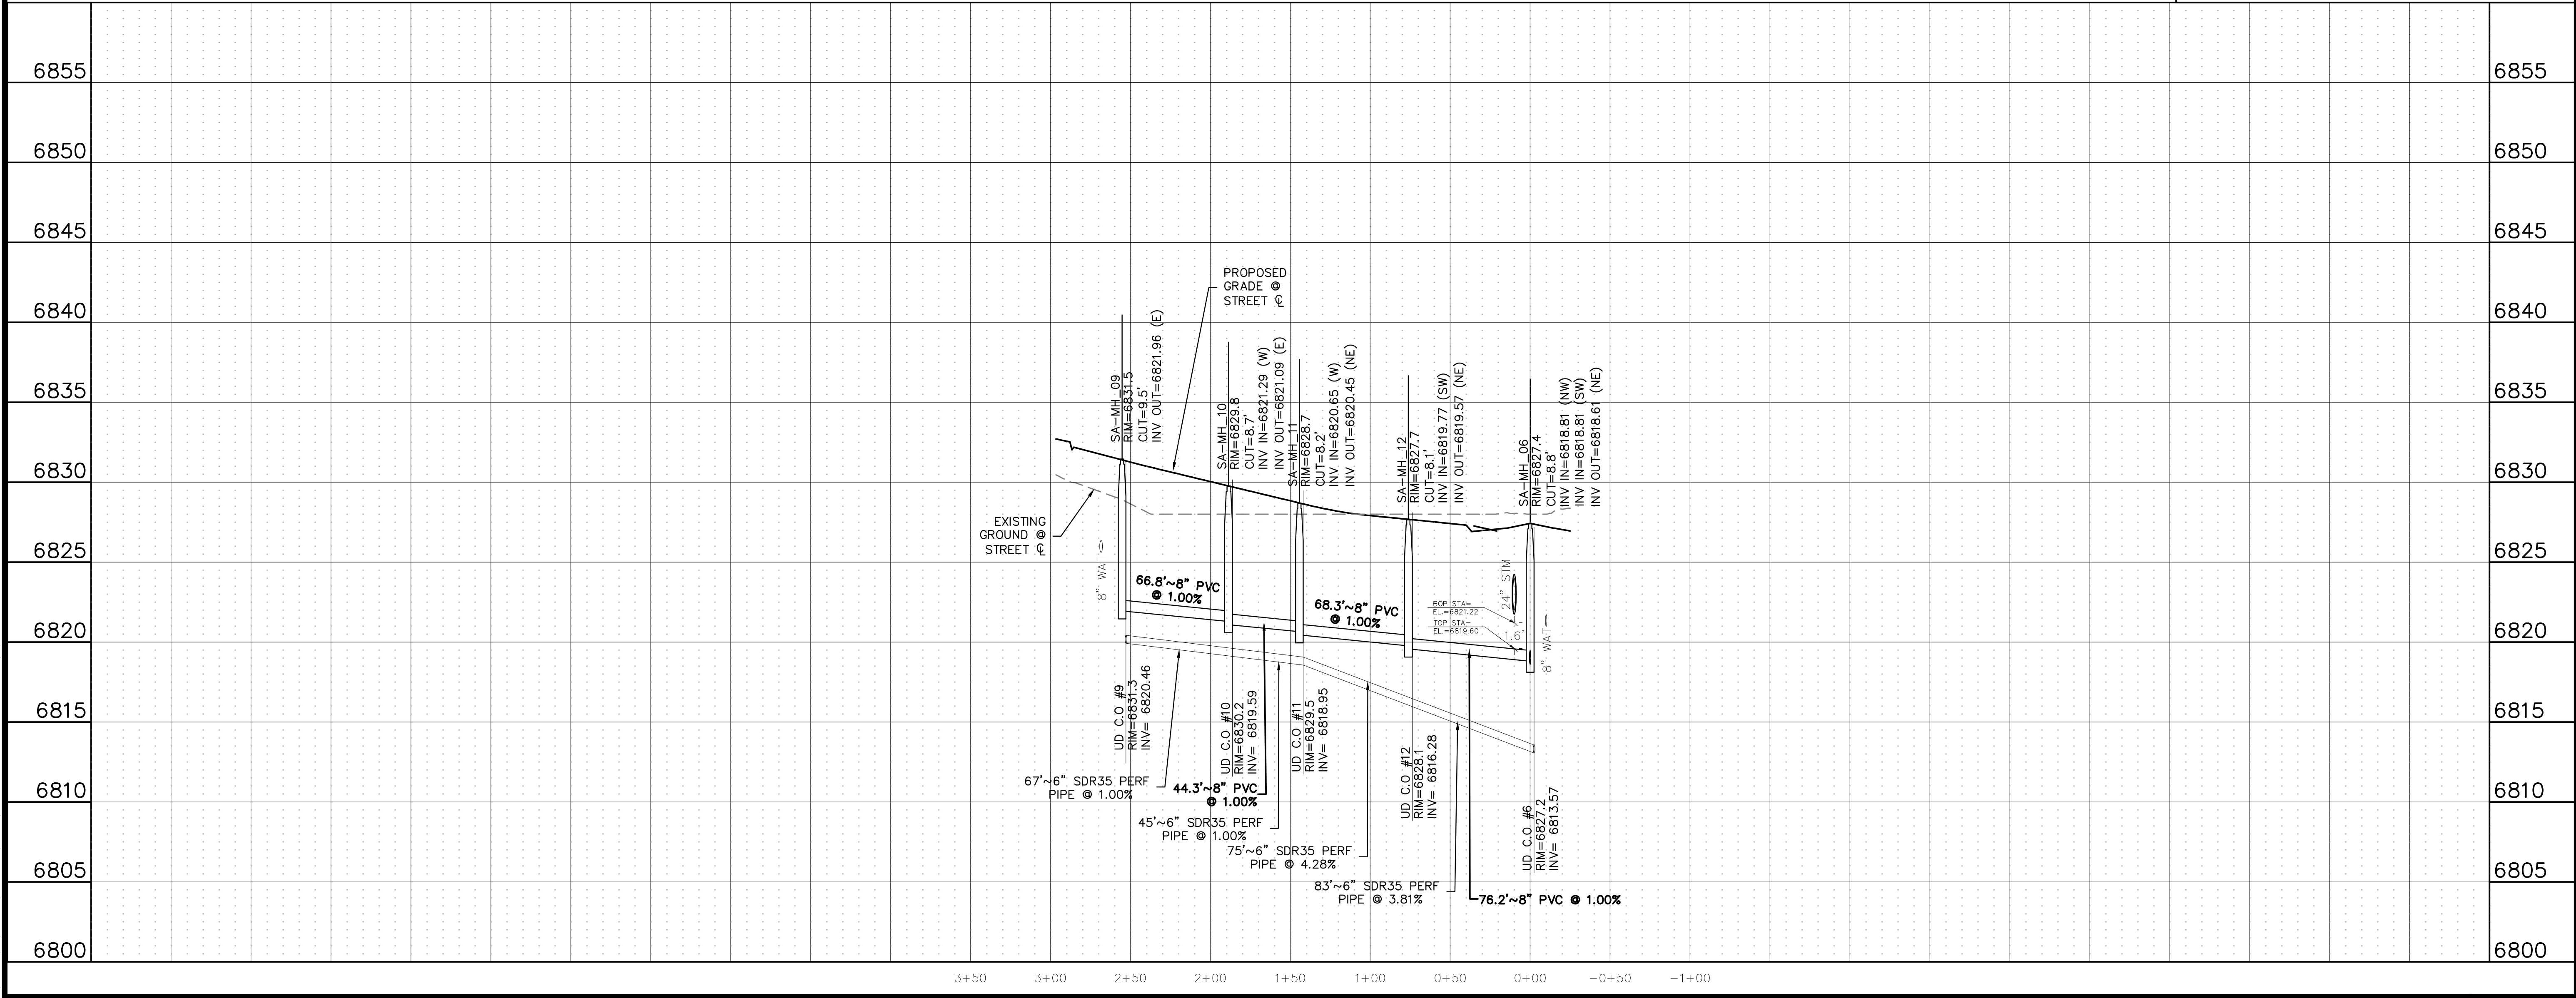 6855
6850
6845
6840
6835
6830
6825
6820
6815
6810
6805
6800
PROPOSED
GRADE @
STREET ℄
EXISTING
GROUND @
STREET ℄
SA-MH_09
RIM=6831.5
CUT=9.5'
INV OUT=6821.96 (E)
SA-MH_10
RIM=6829.8
CUT=8.7'
INV IN=6821.29 (W)
INV OUT=6821.09 (E)
SA-MH_11
RIM=6828.7
CUT=8.2'
INV IN=6820.65 (W)
INV OUT=6820.45 (NE)
SA-MH_12
RIM=6827.7
CUT=8.1'
INV IN=6819.77 (SW)
INV OUT=6819.57 (NE)
SA-MH_06
RIM=6827.4
CUT=8.8'
INV IN=6818.81 (NW)
INV IN=6818.81 (SW)
INV OUT=6818.61 (NE)
8" WAT
66.8'~8" PVC
@ 1.00%
68.3'~8" PVC
@ 1.00%
BOP STA=
EL.=6821.22
TOP STA=
EL.=6819.60
1.6'
24" STM
8" WAT
UD C.O #9
RIM=6831.3
INV= 6820.46
UD C.O #10
RIM=6830.2
INV= 6819.59
UD C.O #11
RIM=6829.5
INV= 6818.95
UD C.O #12
RIM=6828.1
INV= 6816.28
UD C.O #6
RIM=6827.2
INV= 6813.57
67'~6" SDR35 PERF
PIPE @ 1.00%
44.3'~8" PVC
@ 1.00%
45'~6" SDR35 PERF
PIPE @ 1.00%
75'~6" SDR35 PERF
PIPE @ 4.28%
83'~6" SDR35 PERF
PIPE @ 3.81%
76.2'~8" PVC @ 1.00%
6855
6850
6845
6840
6835
6830
6825
6820
6815
6810
6805
6800
3+50 3+00 2+50 2+00 1+50 1+00 0+50 0+00 -0+50 -1+00